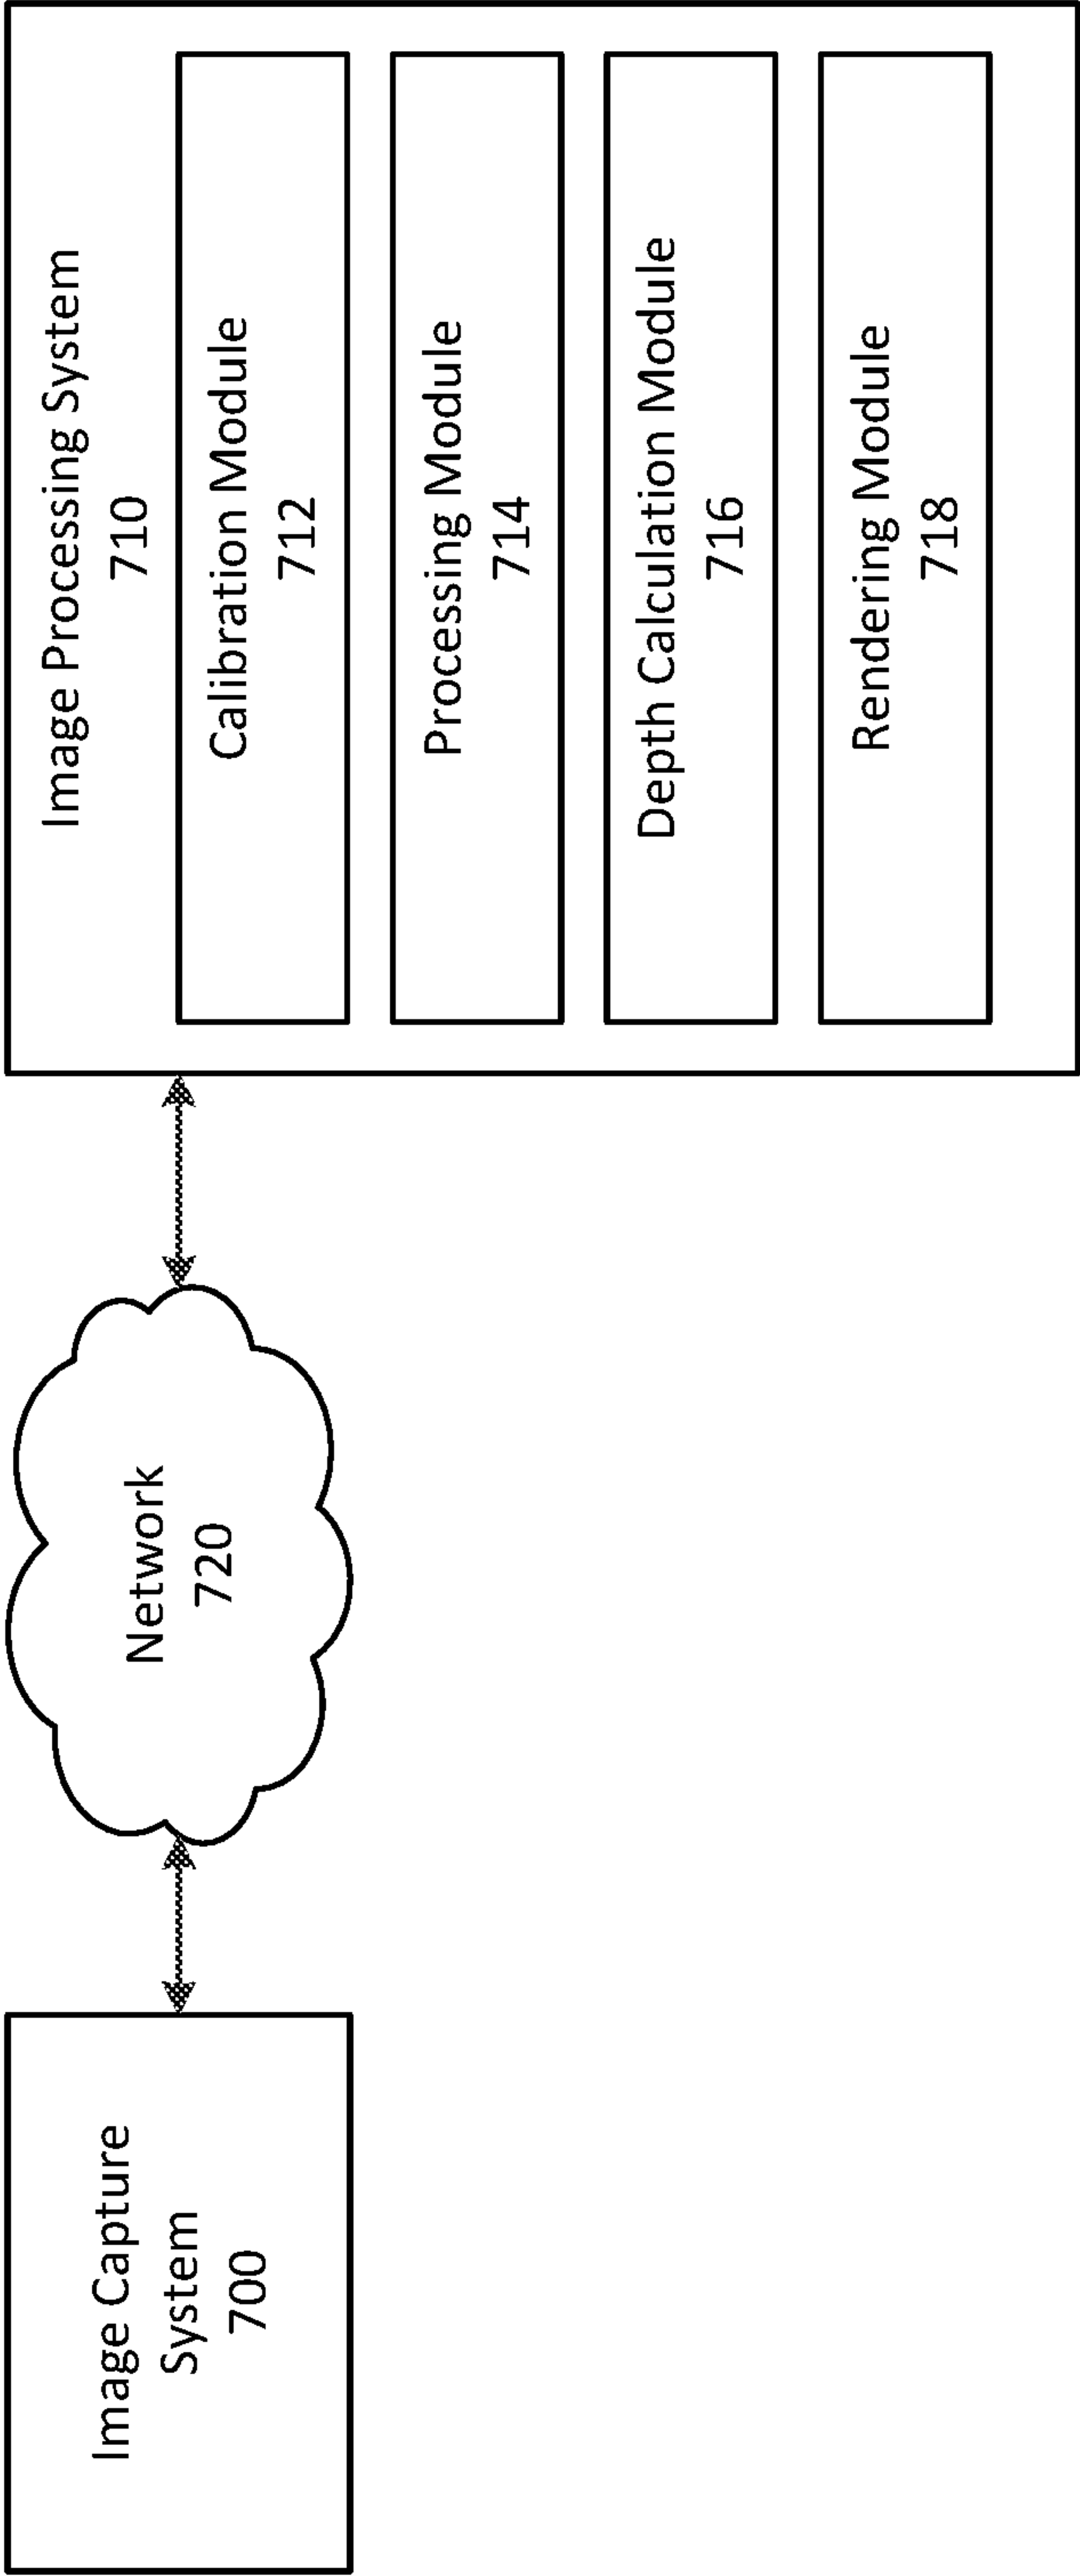 Image Capture
System
700
Network
720
Image Processing System
710
Calibration Module
712
Processing Module
714
Depth Calculation Module
716
Rendering Module
718